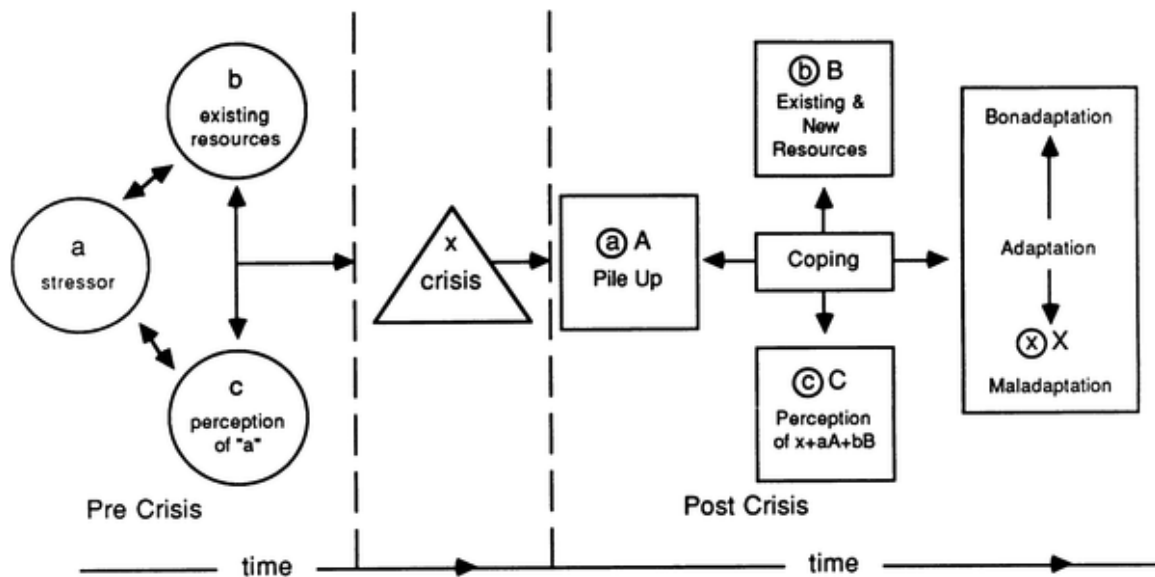 b
existing
resources
a
stressor
c
perception
of "a"
Pre Crisis
x
crisis
ⓐ A
Pile Up
ⓑ B
Existing &
New
Resources
Coping
ⓒ C
Perception
of x+aA+bB
Post Crisis
Bonadaptation
Adaptation
ⓧ X
Maladaptation
time
time